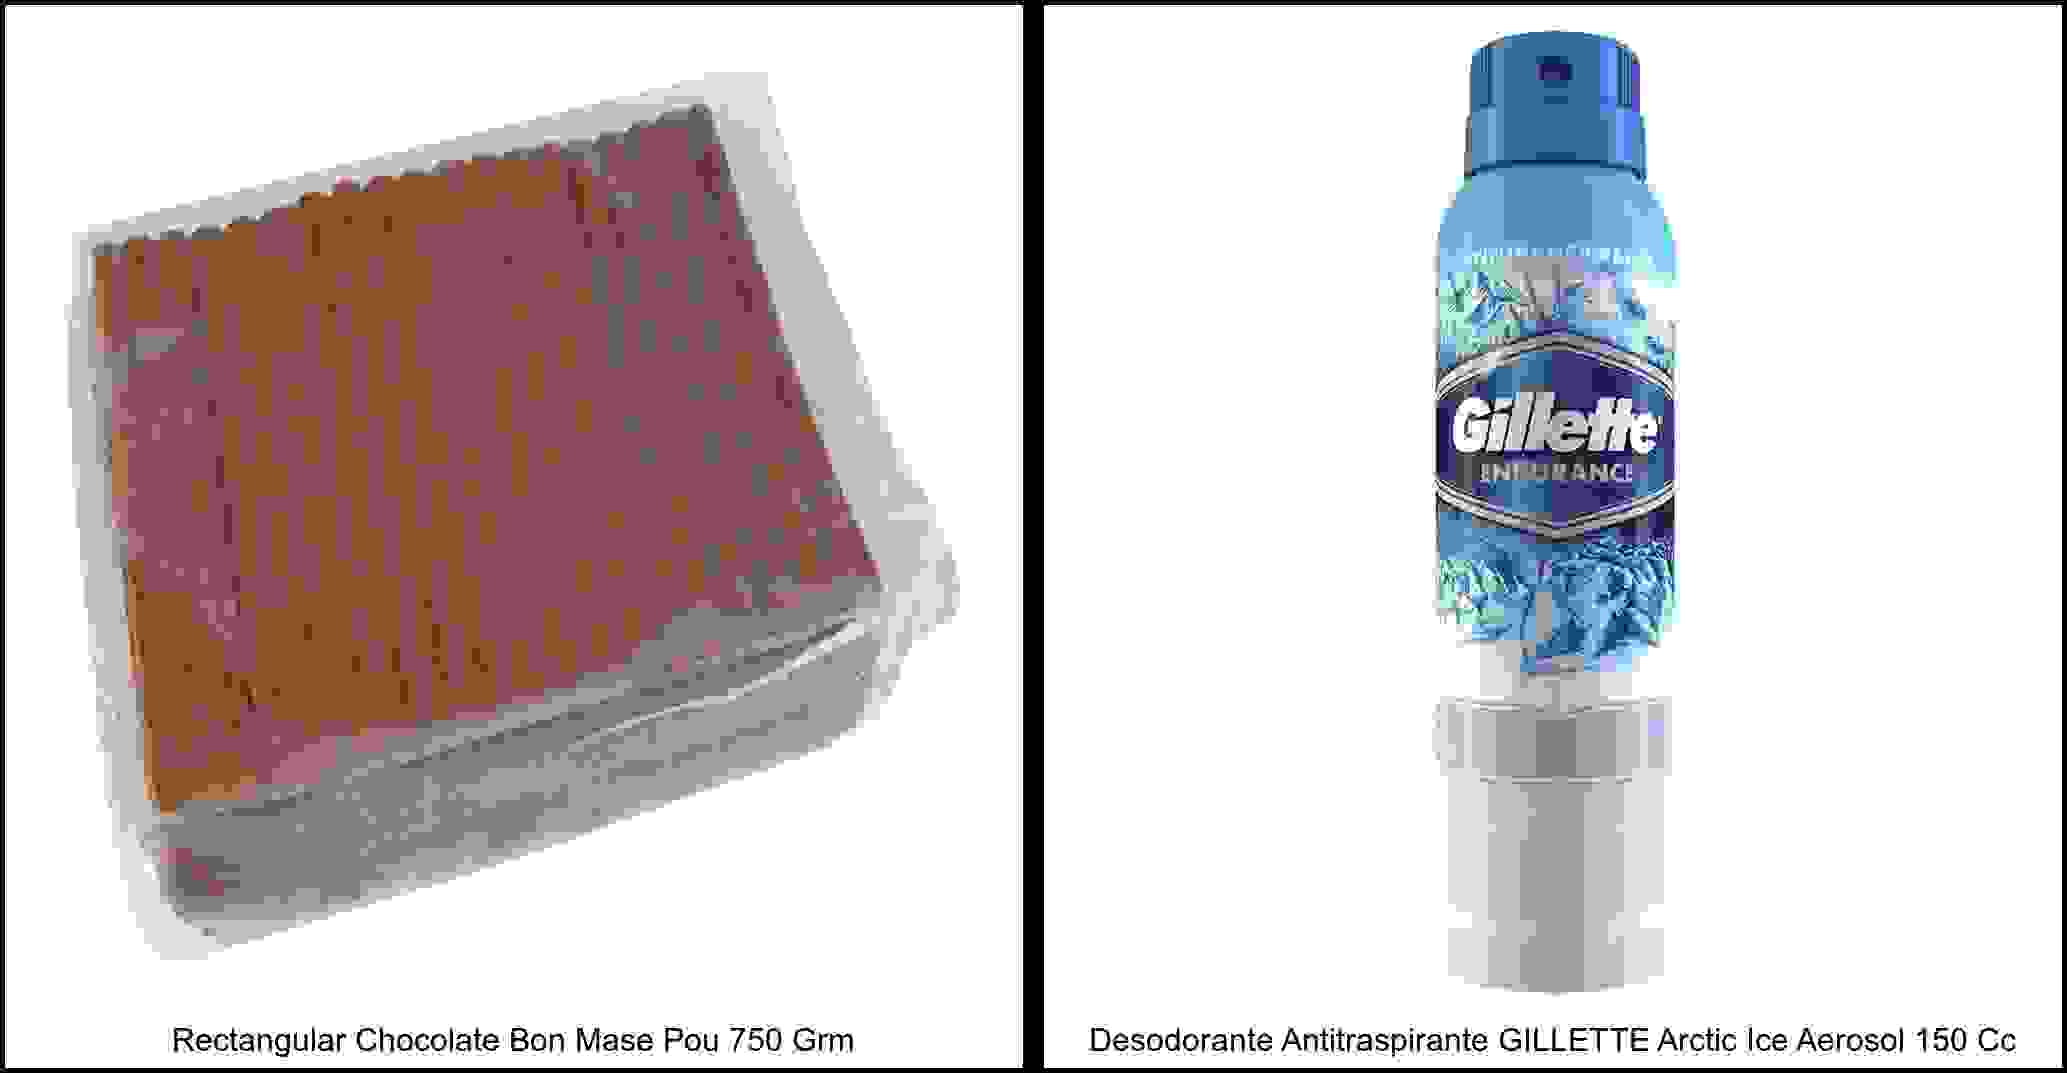 Gillette
ENDURANCE
Rectangular Chocolate Bon Mase Pou 750 Grm
Desodorante Antitraspirante GILLETTE Arctic Ice Aerosol 150 Cc